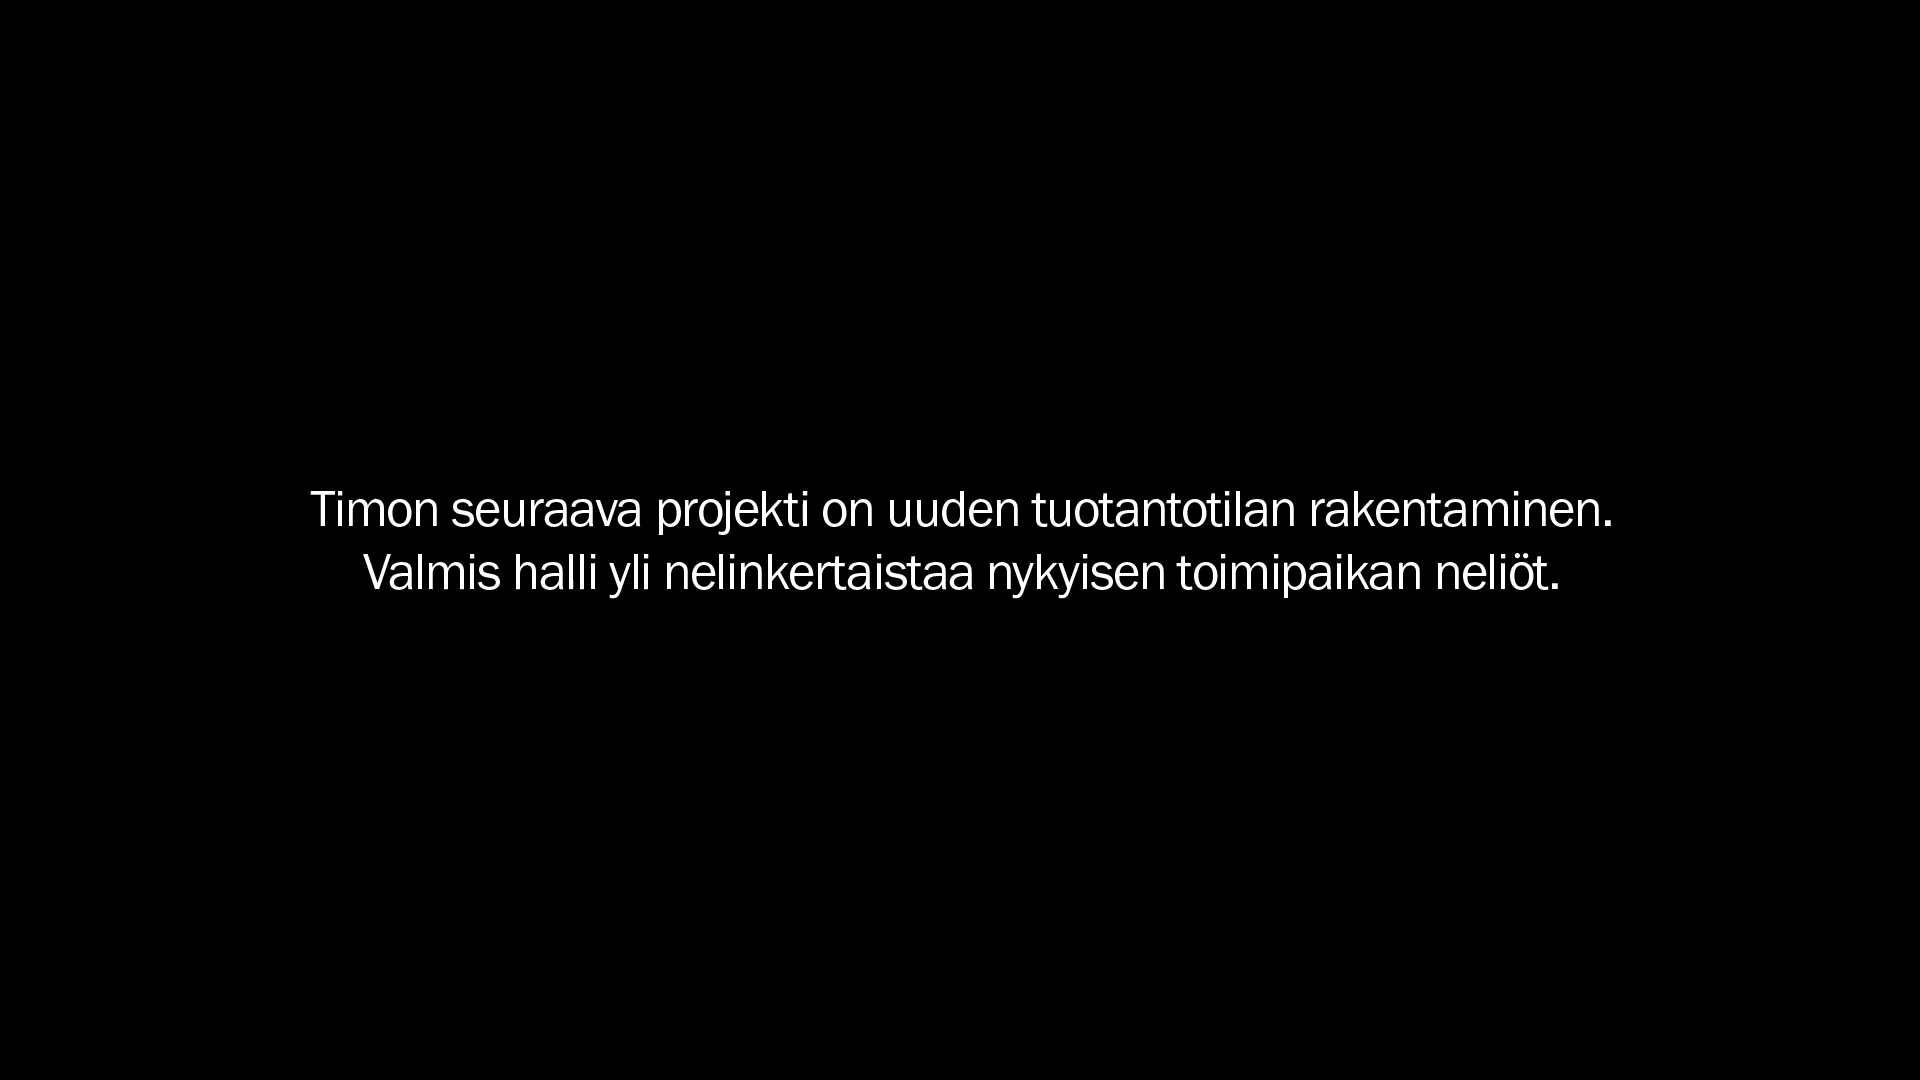 Timon seuraava projekti on uuden tuotantotilan rakentaminen.
Valmis halli yli nelinkertaistaa nykyisen toimipaikan neliöt.